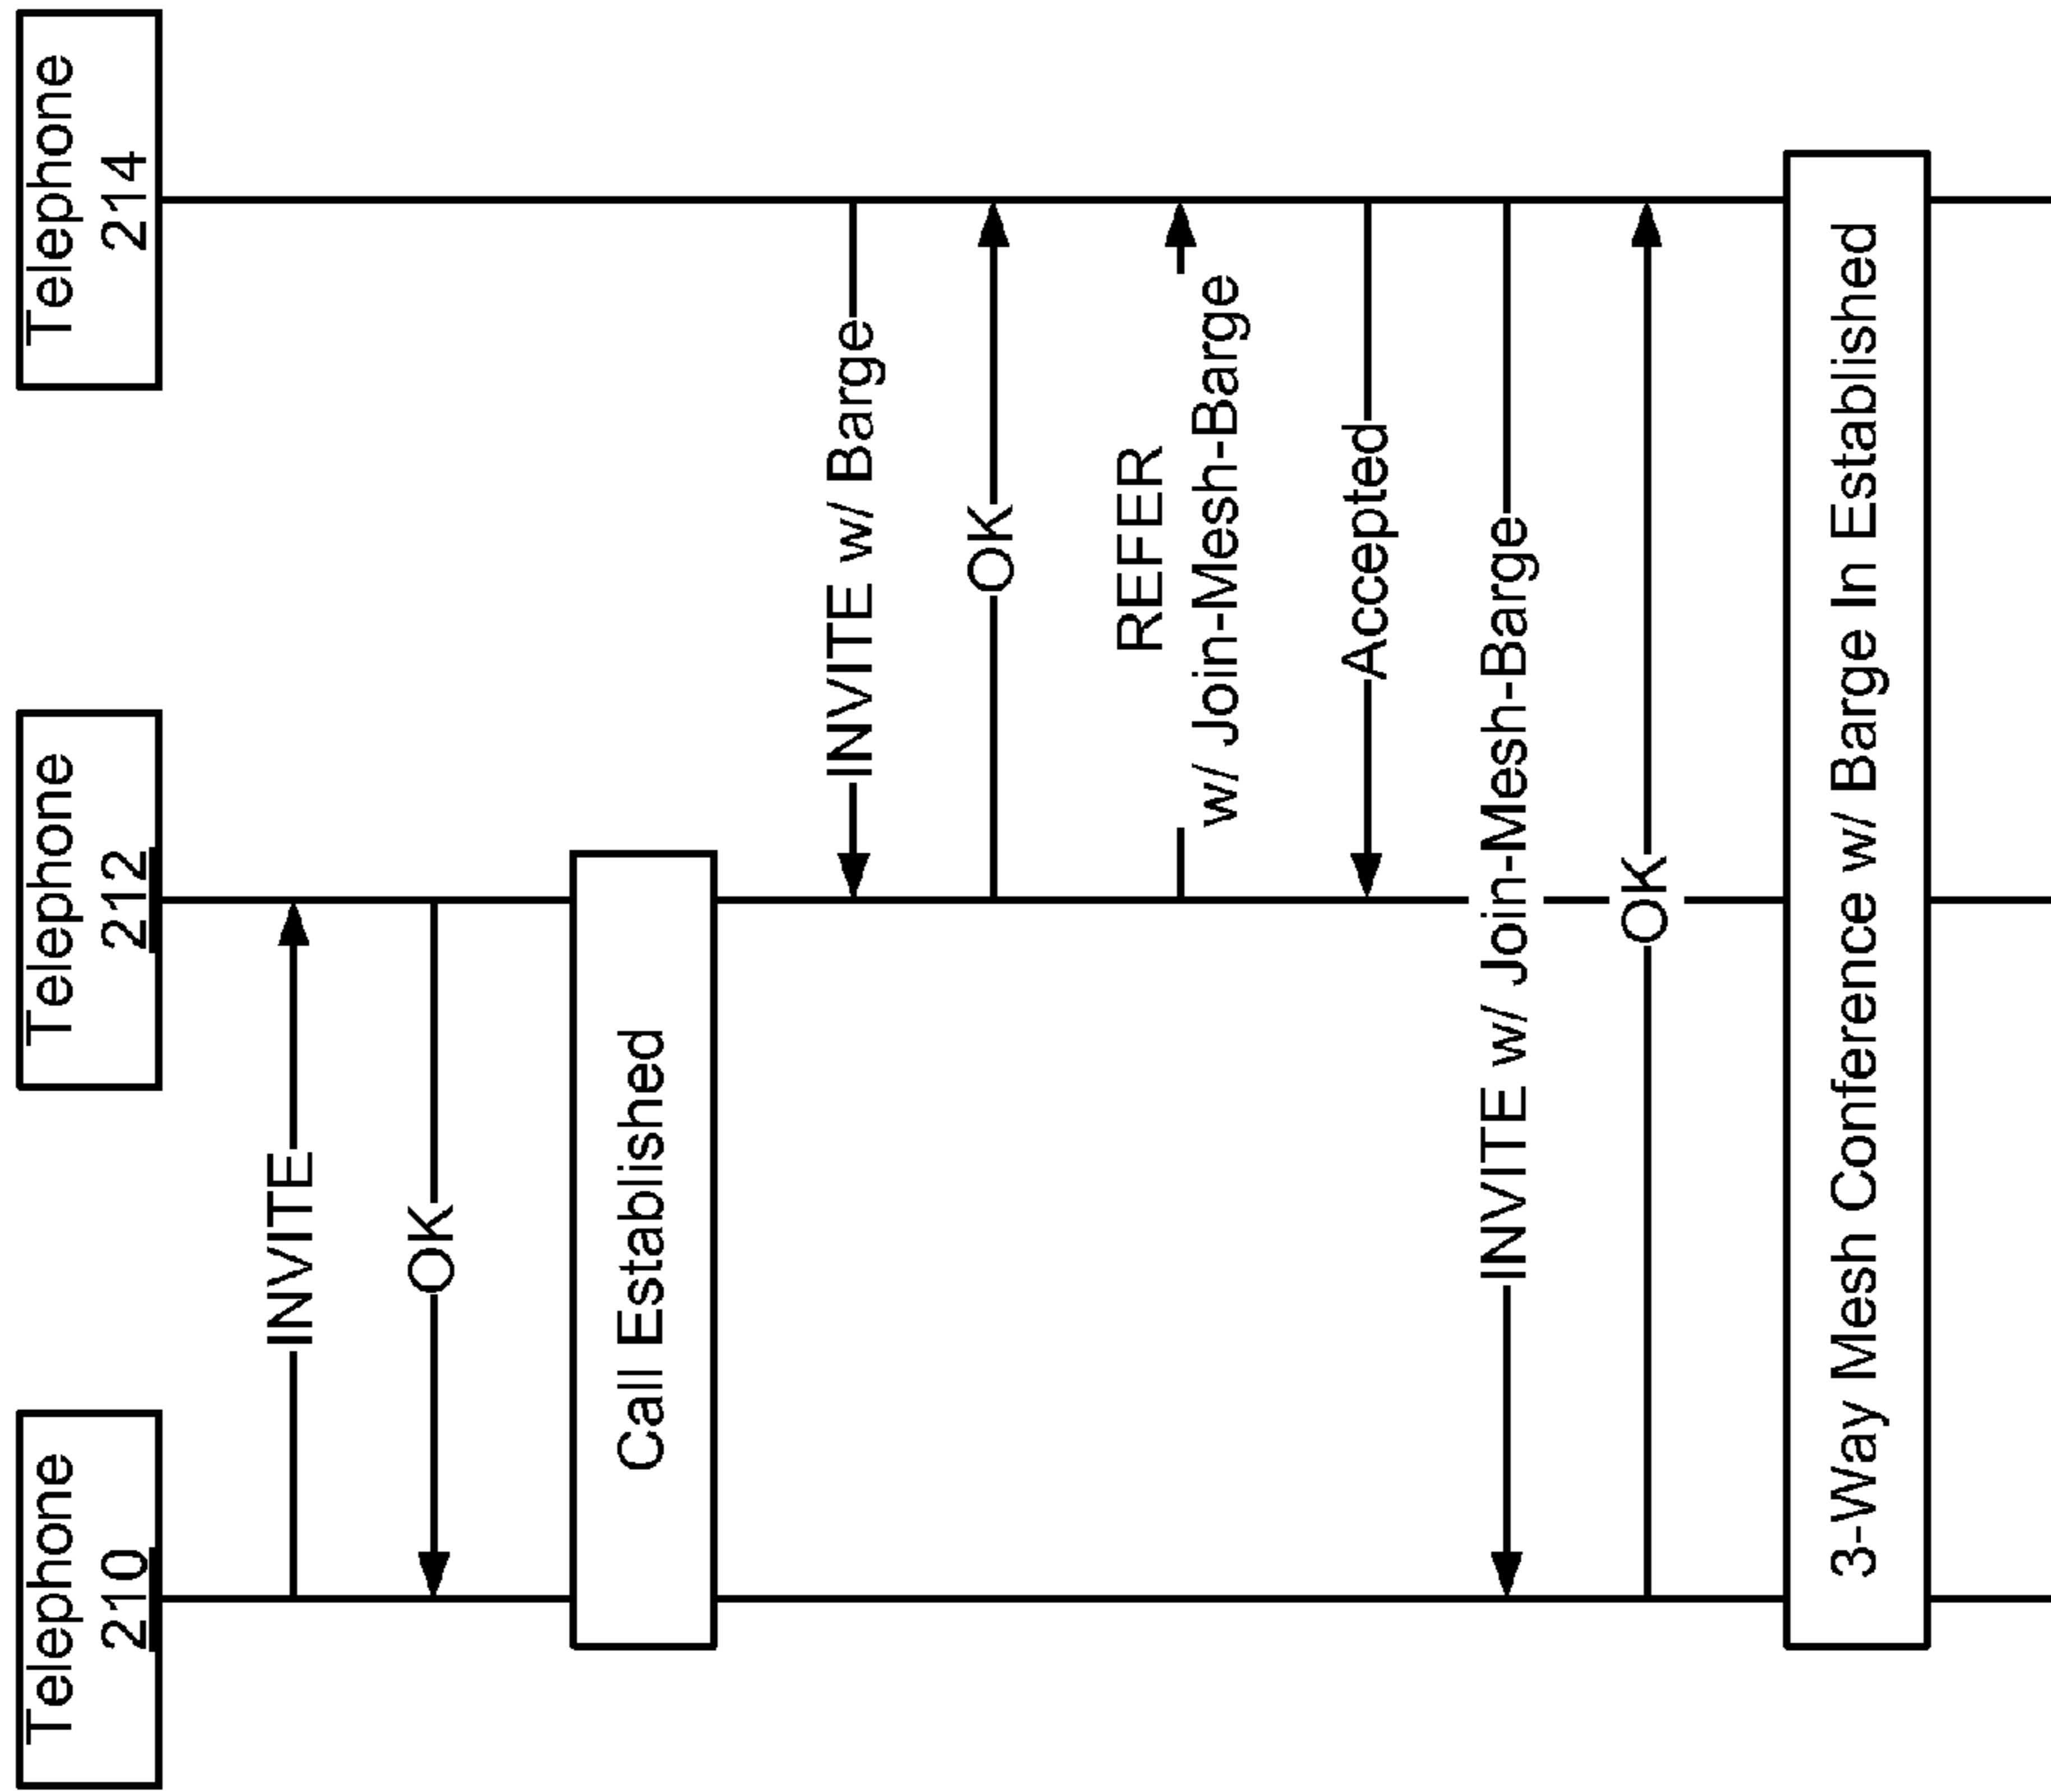 Telephone
210
Telephone
212
Telephone
214
INVITE
OK
Call Established
INVITE w/ Barge
OK
REFER
w/ Join-Mesh-Barge
Accepted
INVITE w/ Join-Mesh-Barge
OK
3-Way Mesh Conference w/ Barge In Established